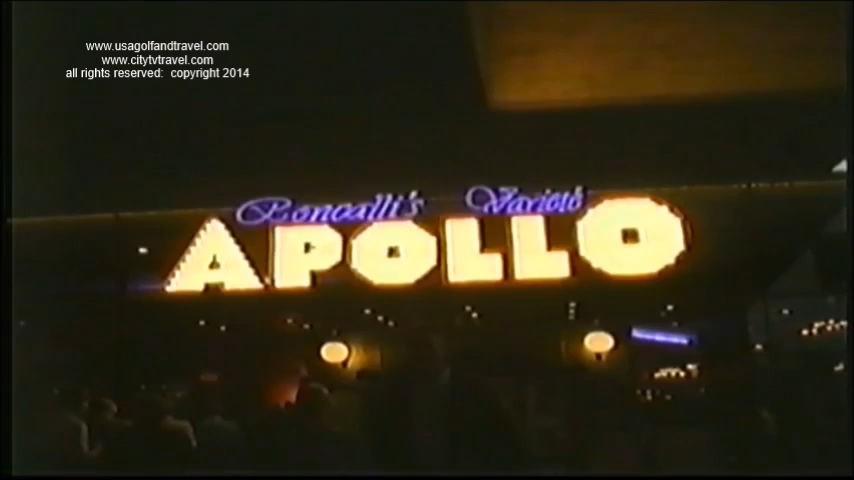 www.usagolfandtravel.com
www.citytvtravel.com
all rights reserved: copyright 2014
Roncalli's Varieté
APOLLO